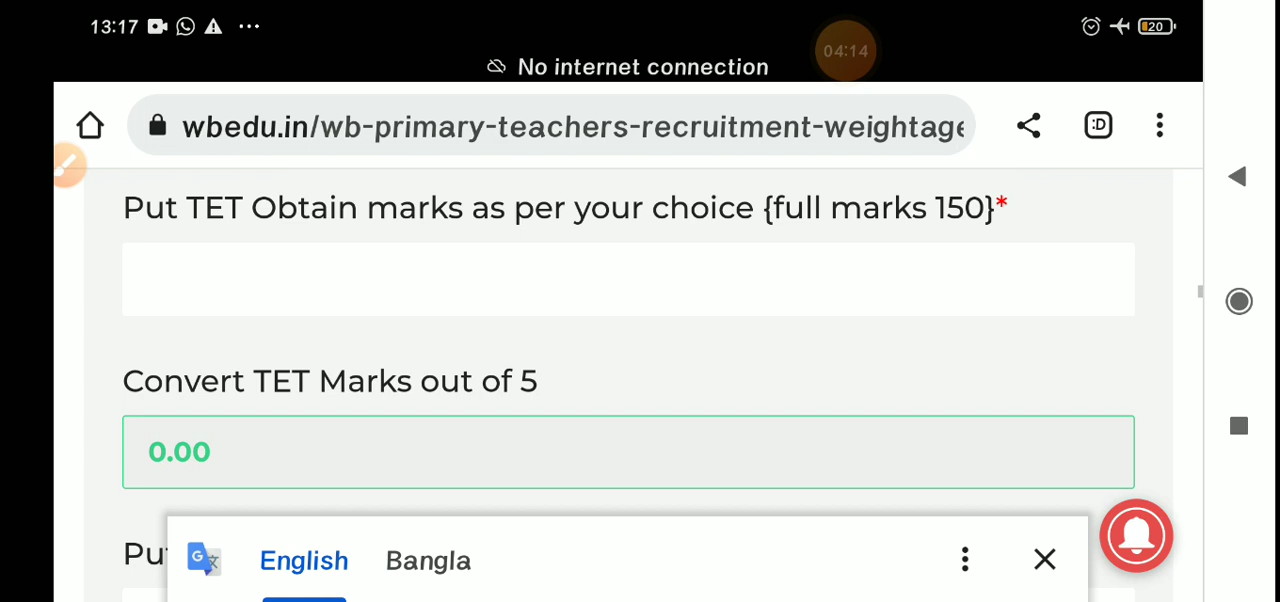 13:17
20
04:14
No internet connection
:D
wbedu.in/wb-primary-teachers-recruitment-weightage
Put TET Obtain marks as per your choice {full marks 150}*
Convert TET Marks out of 5
0.00
Pu
English Bangla